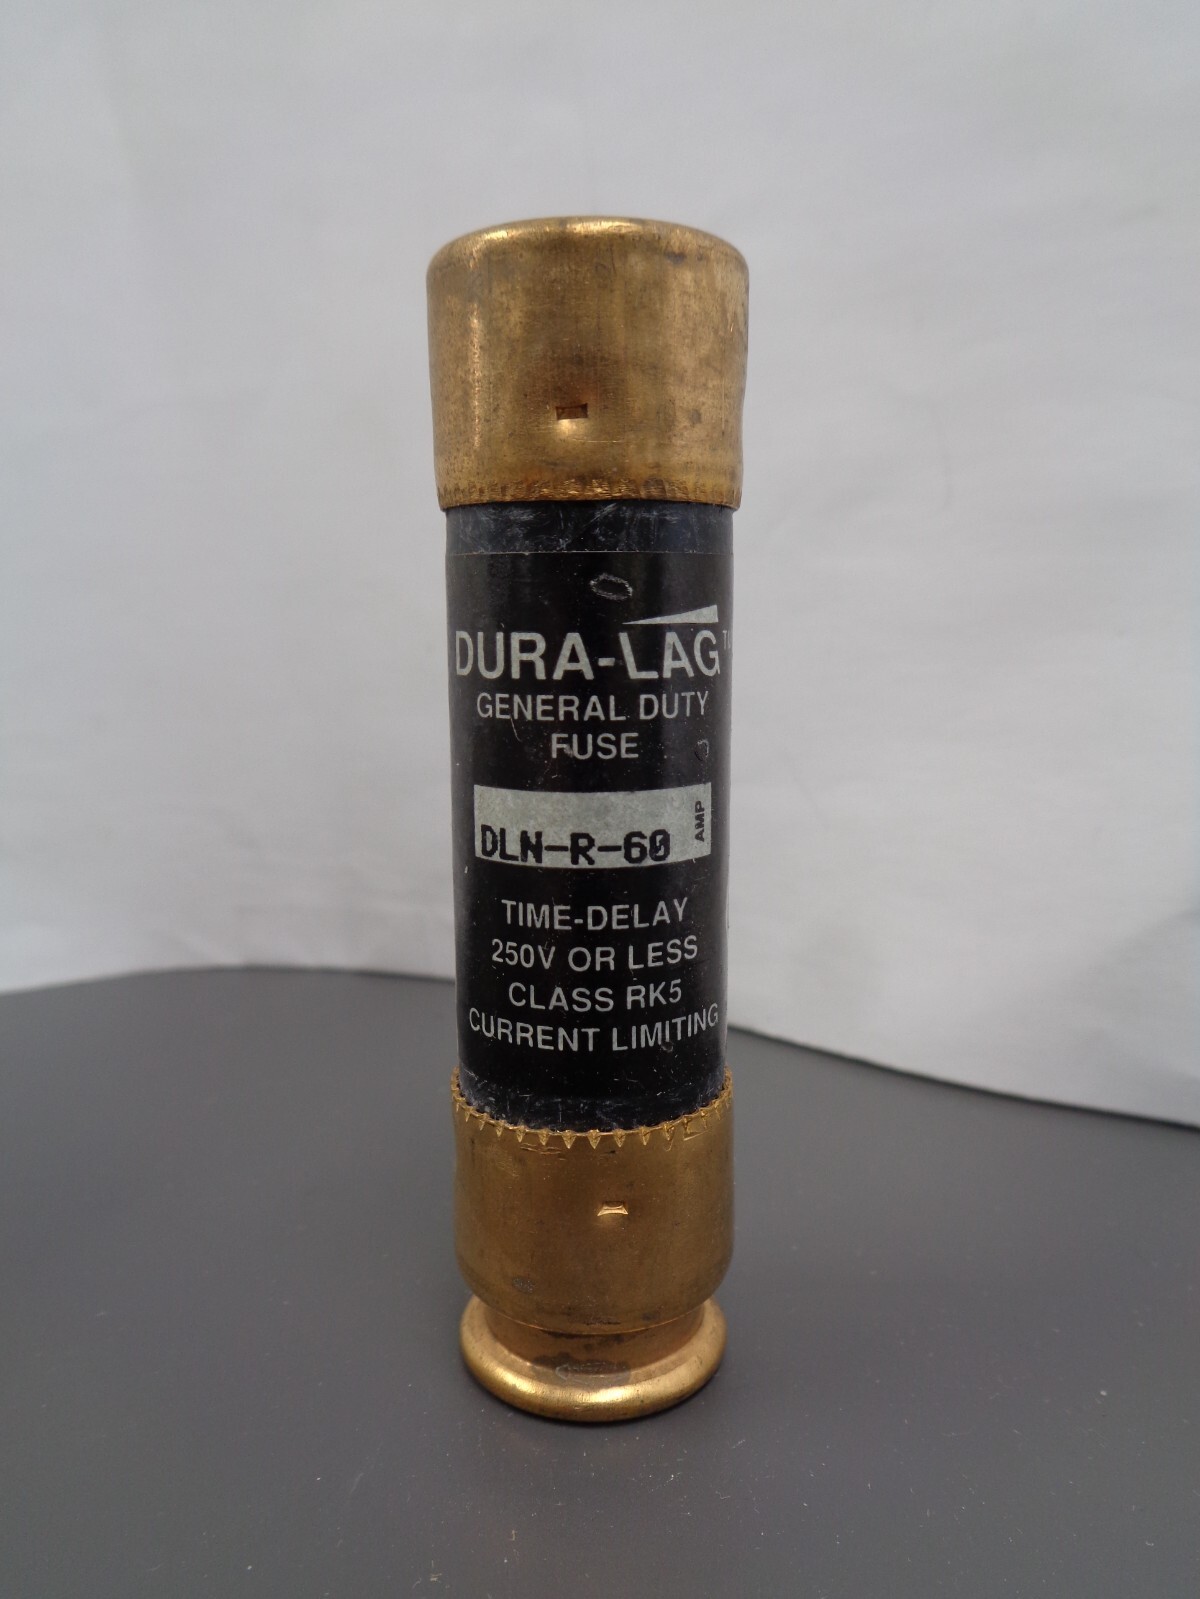 DURA-LAG™
GENERAL DUTY
FUSE
DLN-R-60 AMP
TIME-DELAY
250V OR LESS
CLASS RK5
CURRENT LIMITING